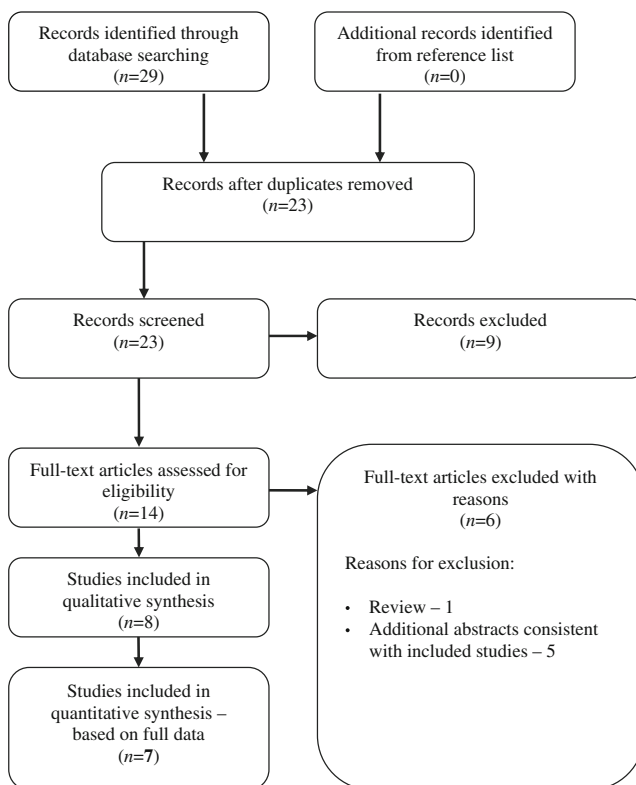 Records identified through
database searching
(n=29)
Additional records identified
from reference list
(n=0)
Records after duplicates removed
(n=23)
Records screened
(n=23)
Records excluded
(n=9)
Full-text articles assessed for
eligibility
(n=14)
Full-text articles excluded with
reasons
(n=6)
Reasons for exclusion:
• Review – 1
• Additional abstracts consistent
with included studies – 5
Studies included in
qualitative synthesis
(n=8)
Studies included in
quantitative synthesis –
based on full data
(n=7)